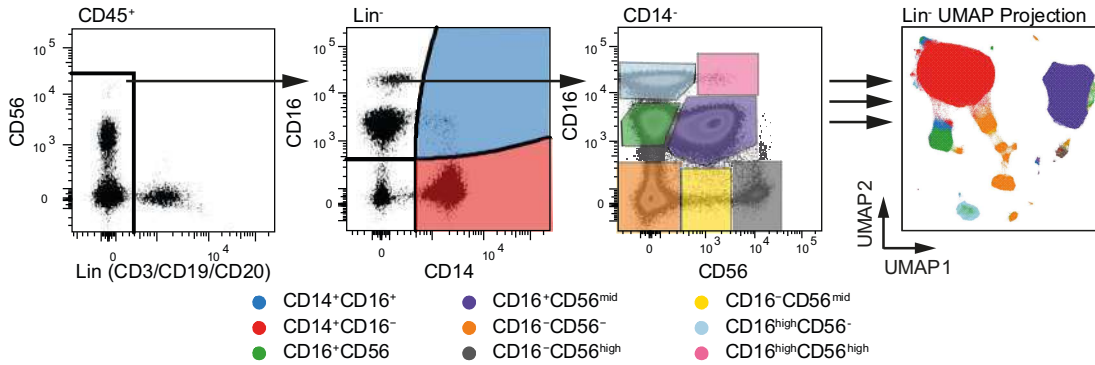 CD45⁺
Lin⁻
CD14⁻
Lin⁻ UMAP Projection
CD56
10⁵
10⁴
10³
0
0
10⁴
Lin (CD3/CD19/CD20)
CD16
10⁵
10⁴
10³
0
0
10⁴
CD14
CD16
10⁵
10⁴
10³
0
0
10³
10⁴
10⁵
CD56
UMAP2
UMAP1
CD14⁺CD16⁺
CD16⁺CD56ᵐⁱᵈ
CD16⁻CD56ᵐⁱᵈ
CD14⁺CD16⁻
CD16⁻CD56⁻
CD16ʰⁱᵍʰCD56⁻
CD16⁺CD56
CD16⁻CD56ʰⁱᵍʰ
CD16ʰⁱᵍʰCD56ʰⁱᵍʰ